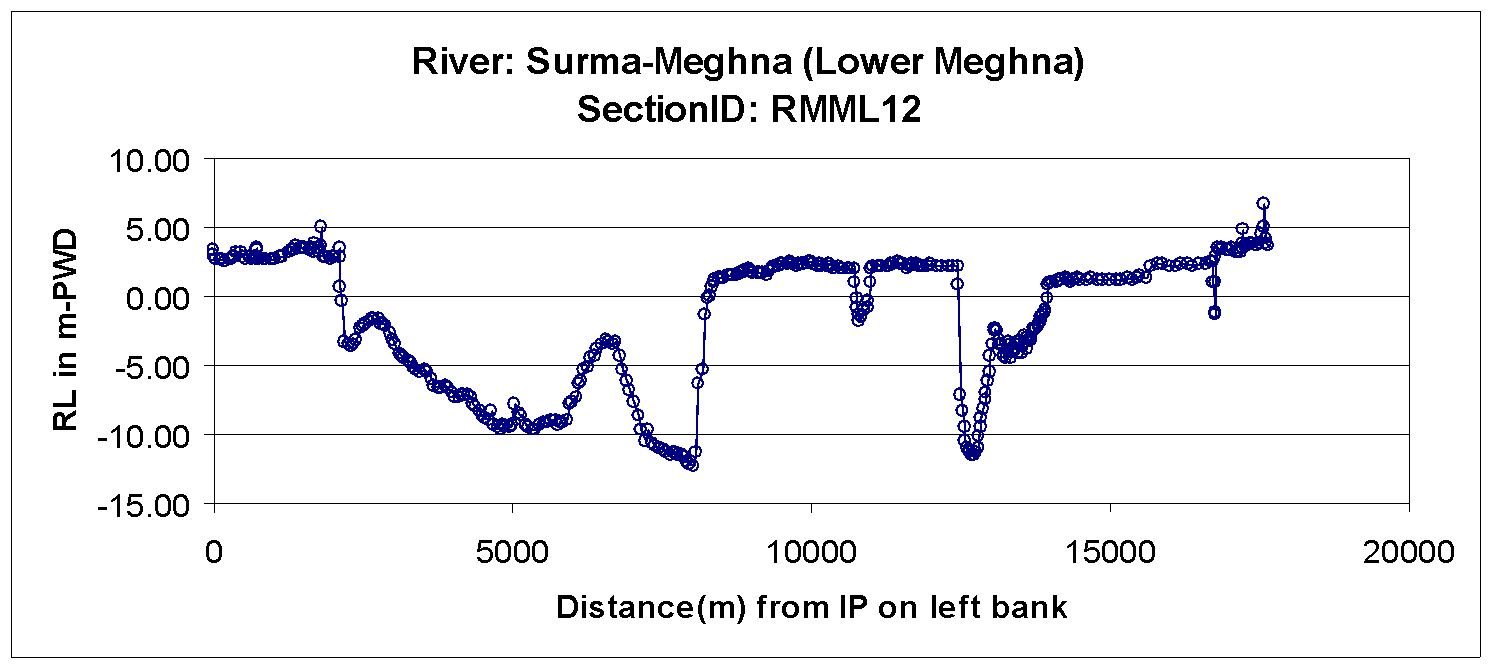 River: Surma-Meghna (Lower Meghna)
SectionID: RMML12
10.00
5.00
0.00
-5.00
-10.00
-15.00
RL in m-PWD
0 5000 10000 15000 20000
Distance(m) from IP on left bank